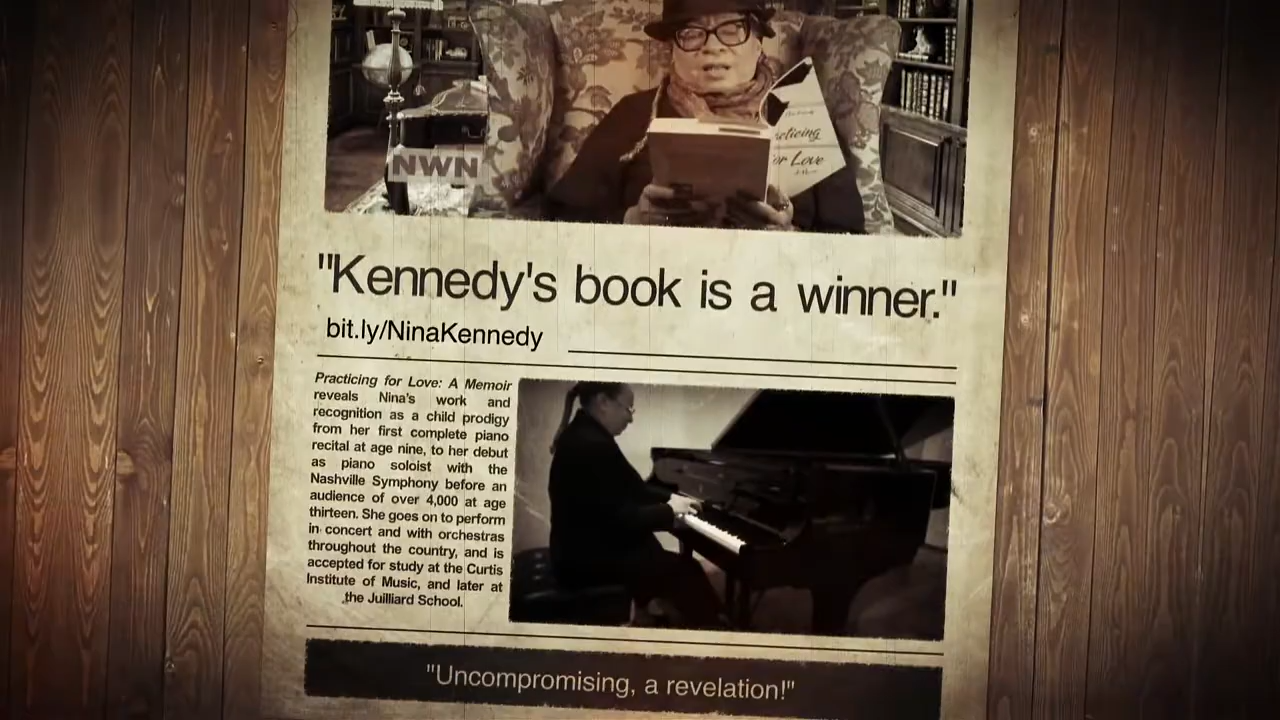 NWN
for Love
"Kennedy's book is a winner."
bit.ly/NinaKennedy
Practicing for Love: A Memoir
reveals Nina's work and
recognition as a child prodigy
from her first complete piano
recital at age nine, to her debut
as piano soloist with the
Nashville Symphony before an
audience of over 4,000 at age
thirteen. She goes on to perform
in concert and with orchestras
throughout the country, and is
accepted for study at the Curtis
Institute of Music, and later at
the Juilliard School.
"Uncompromising, a revelation!"